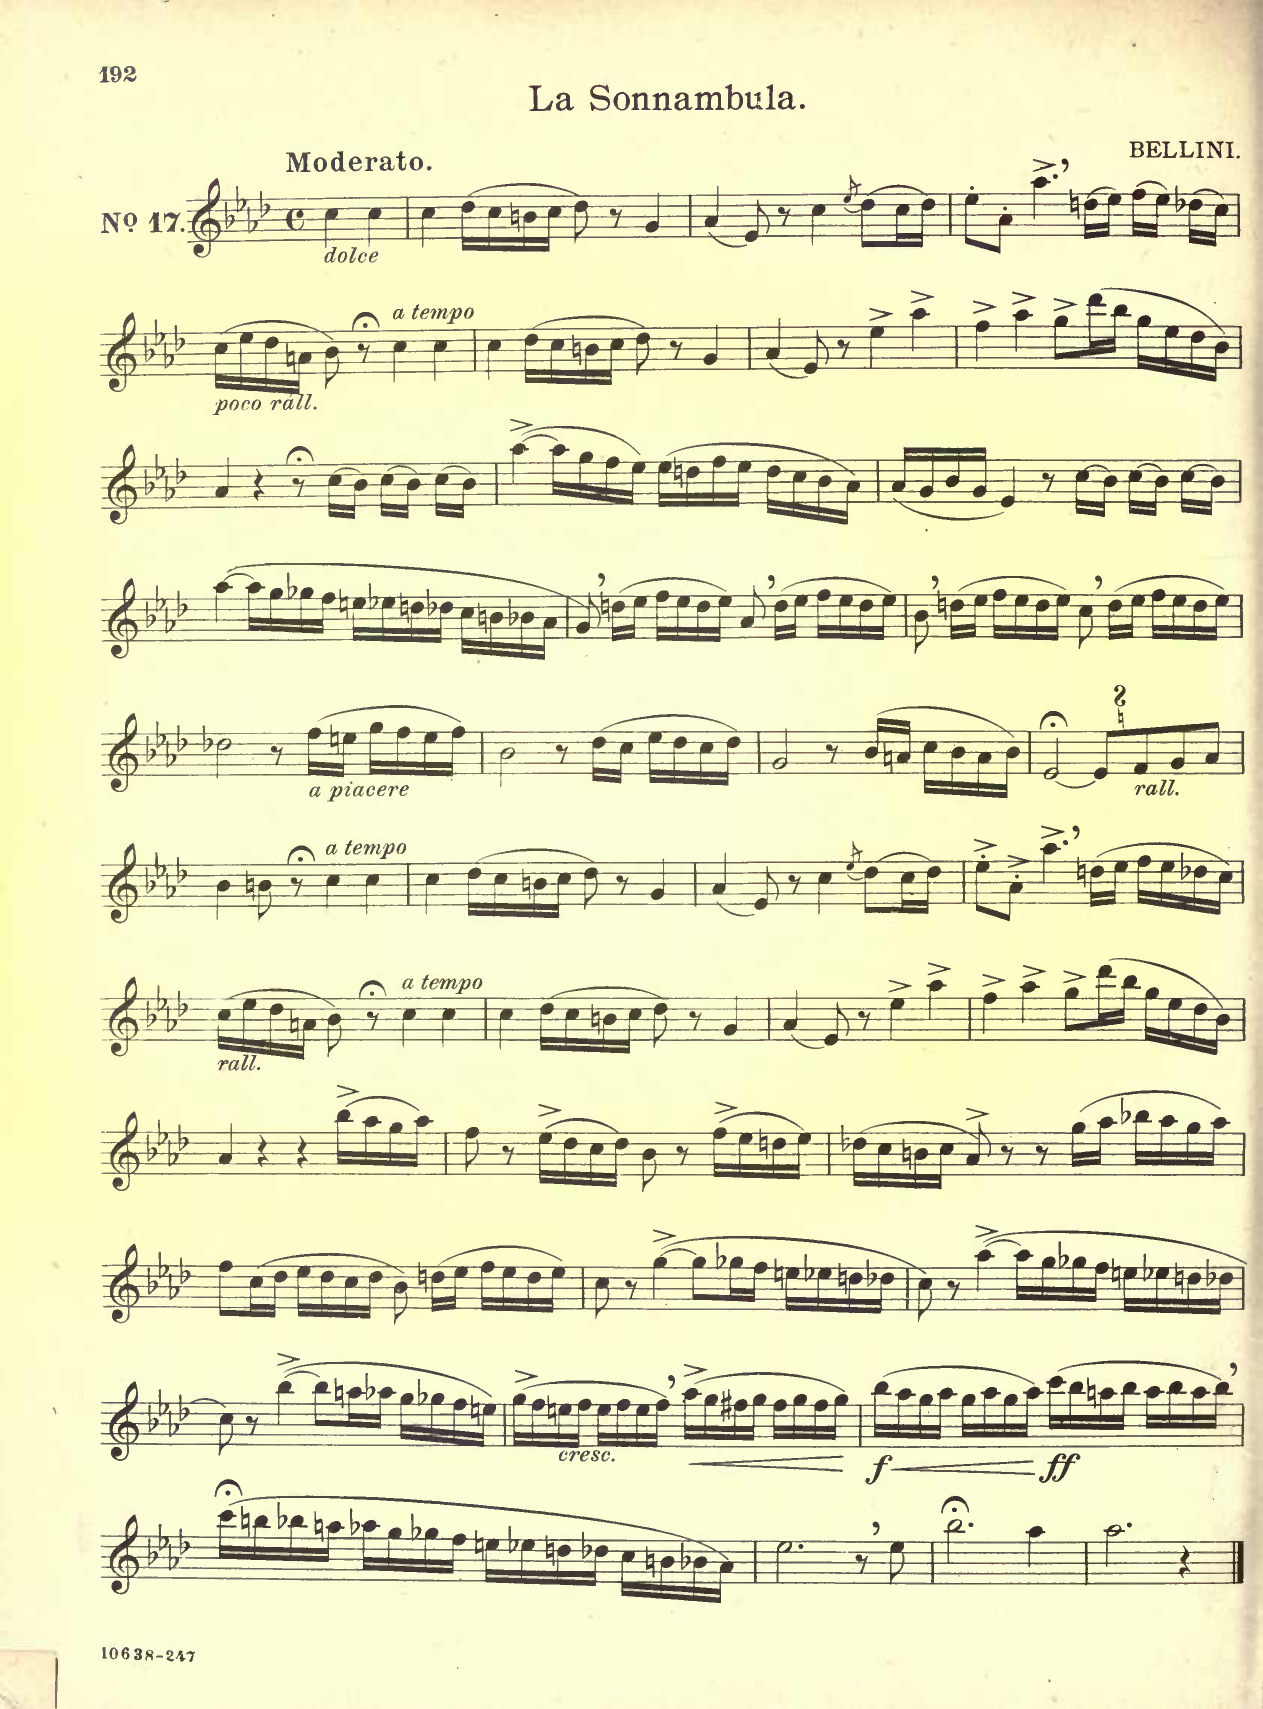 192
La Sonnambula.
BELLINI.
Moderato.
Nº 17.
dolce
a tempo
poco rall.
a piacere
rall.
a tempo
a tempo
rall.
cresc.
f
ff
10638-247